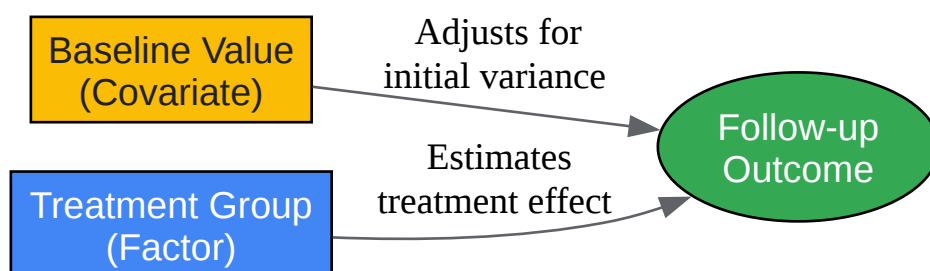 Baseline Value
(Covariate)
Adjusts for
initial variance
Follow-up
Outcome
Estimates
treatment effect
Treatment Group
(Factor)